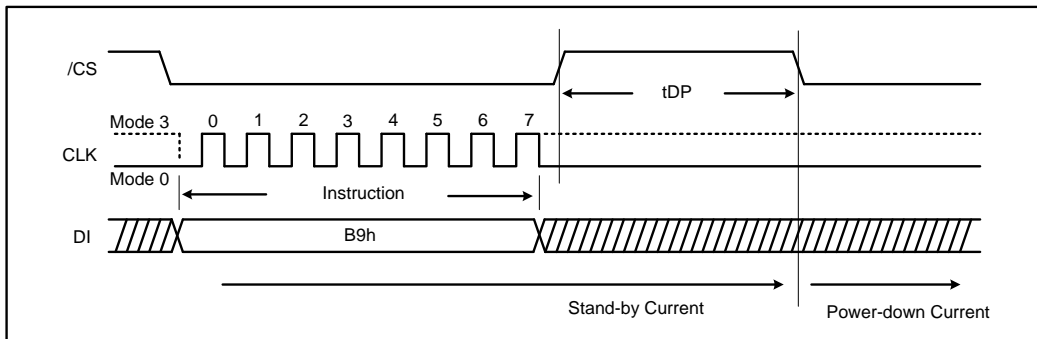 /CS
tDP
Mode 3
0 1 2 3 4 5 6 7
CLK
Mode 0
Instruction
DI
B9h
Stand-by Current
Power-down Current